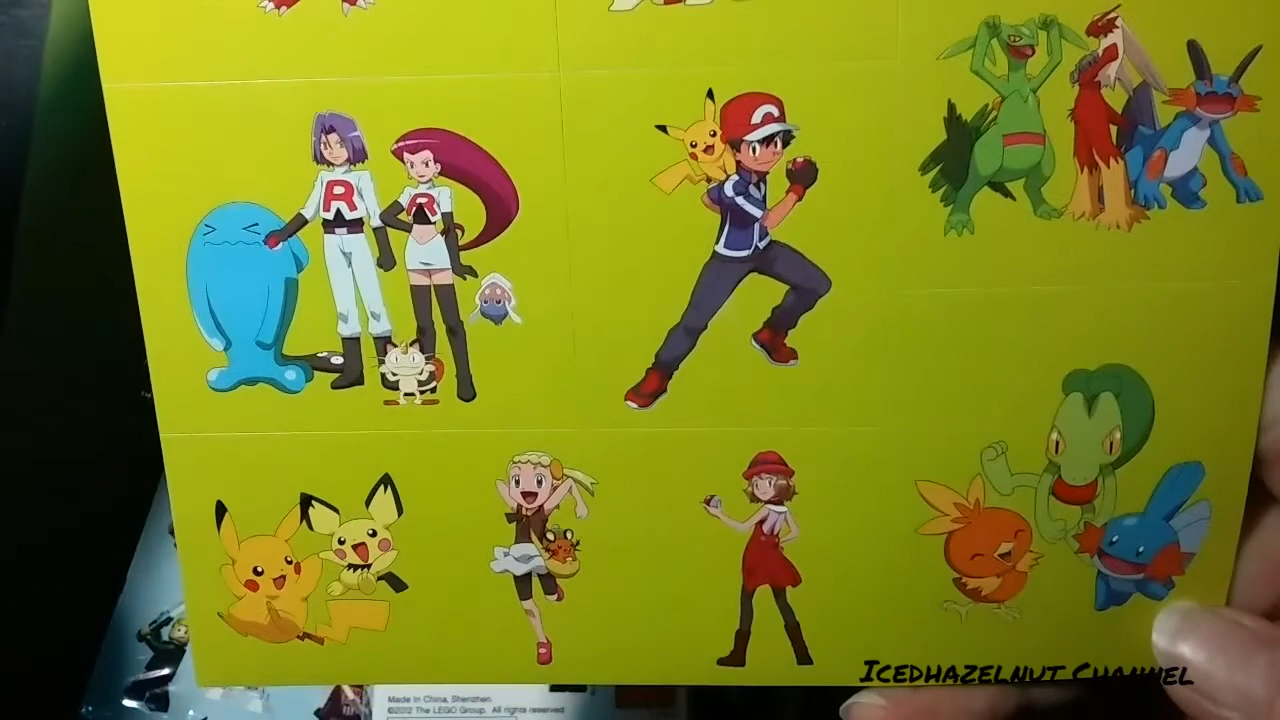 R
R
Icedhazelnut Channel
Made In China, Shenzhen.
©2012 The LEGO Group. All rights reserved